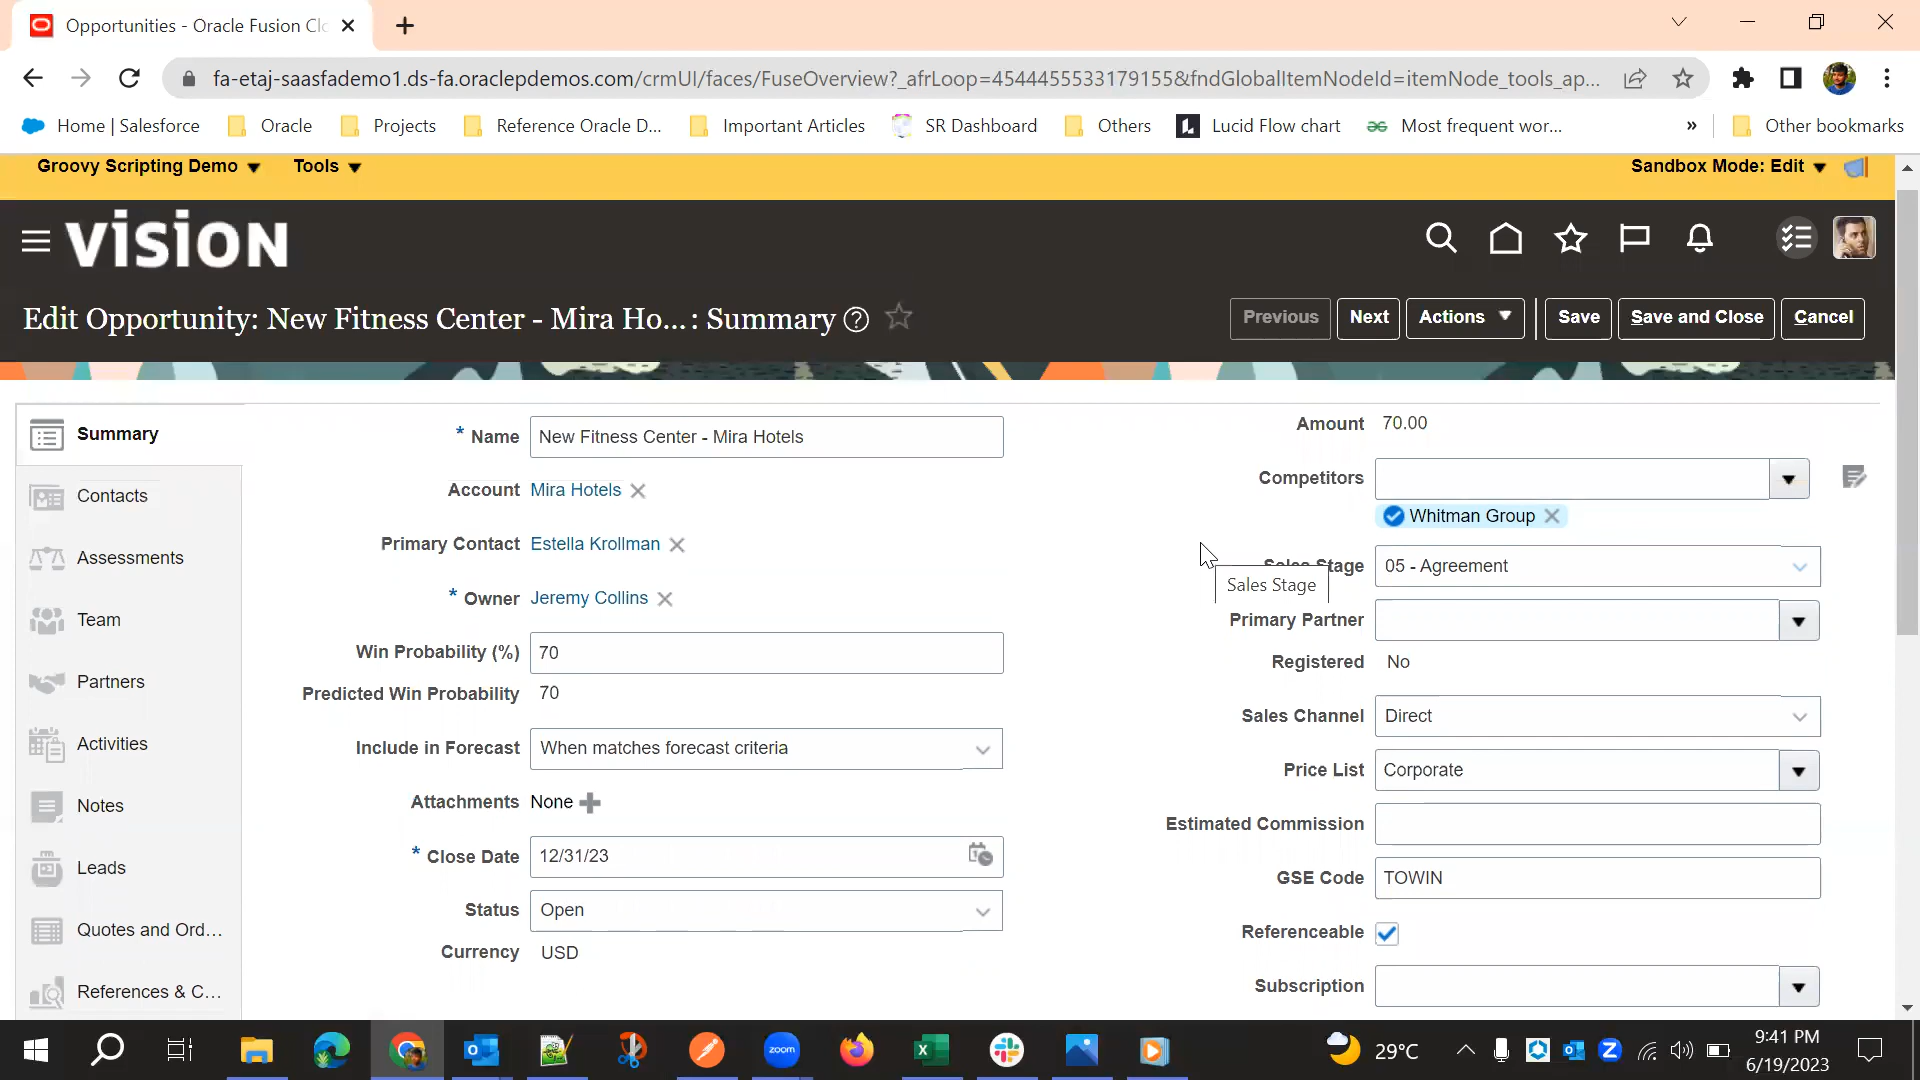 Opportunities - Oracle Fusion Clo
fa-etaj-saasfademo1.ds-fa.oraclepdemos.com/crmUI/faces/FuseOverview?_afrLoop=4544455533179155&fndGlobalItemNodeId=itemNode_tools_ap...
Home | Salesforce
Oracle
Projects
Reference Oracle D...
Important Articles
SR Dashboard
Others
Lucid Flow chart
Most frequent wor...
»
Other bookmarks
Groovy Scripting Demo
Tools
Sandbox Mode: Edit
vision
Edit Opportunity: New Fitness Center - Mira Ho... : Summary
Previous
Next
Actions
Save
Save and Close
Cancel
Summary
Contacts
Assessments
Team
Partners
Activities
Notes
Leads
Quotes and Ord...
References & C...
* Name New Fitness Center - Mira Hotels
Account Mira Hotels
Primary Contact Estella Krollman
* Owner Jeremy Collins
Win Probability (%) 70
Predicted Win Probability 70
Include in Forecast When matches forecast criteria
Attachments None
* Close Date 12/31/23
Status Open
Currency USD
Amount 70.00
Competitors
Whitman Group
Sales Stage 05 - Agreement
Sales Stage
Primary Partner
Registered No
Sales Channel Direct
Price List Corporate
Estimated Commission
GSE Code TOWIN
Referenceable
Subscription
zoom
29°C
9:41 PM
6/19/2023